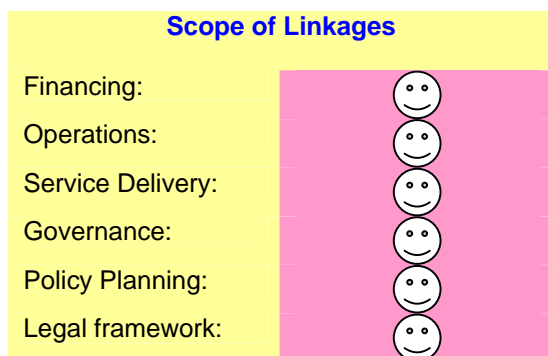 Scope of Linkages
Financing:
Operations:
Service Delivery:
Governance:
Policy Planning:
Legal framework: